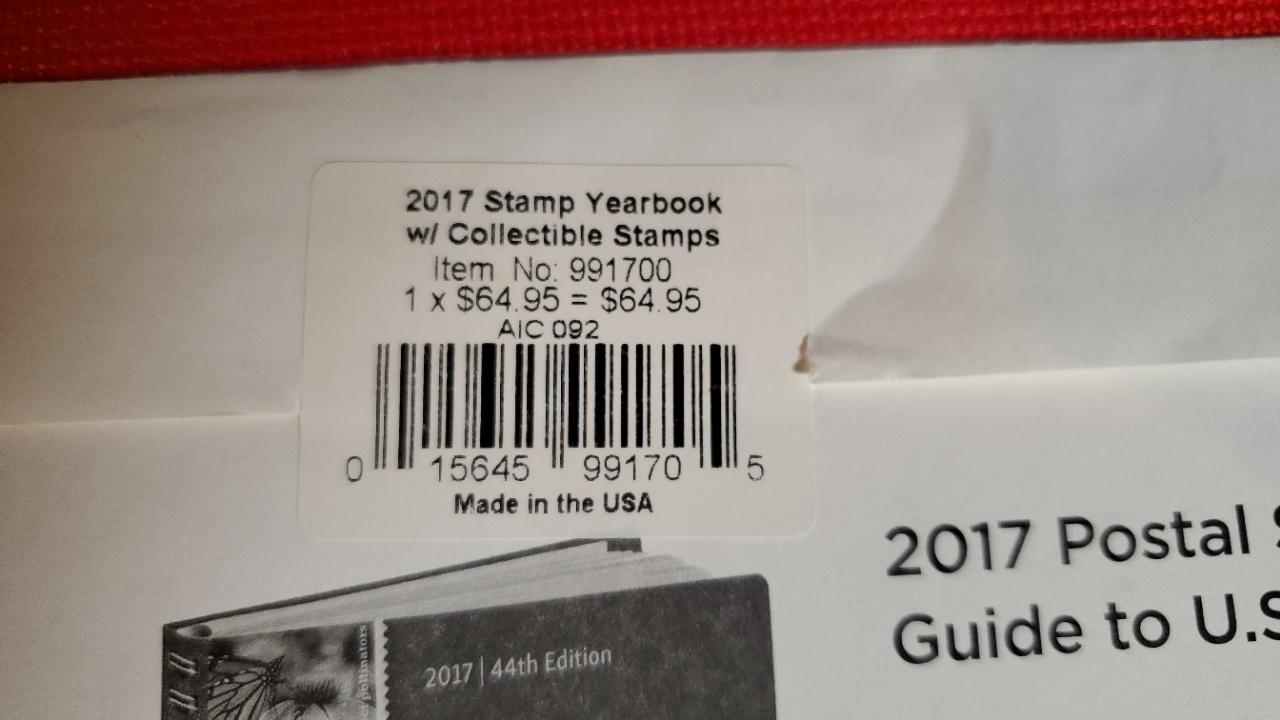 2017 Stamp Yearbook
w/ Collectible Stamps
Item No: 991700
1 x $64.95 = $64.95
AIC 092
0 15645 99170 5
Made in the USA
2017 Postal
Guide to U.S
2017 | 44th Edition
pollinators